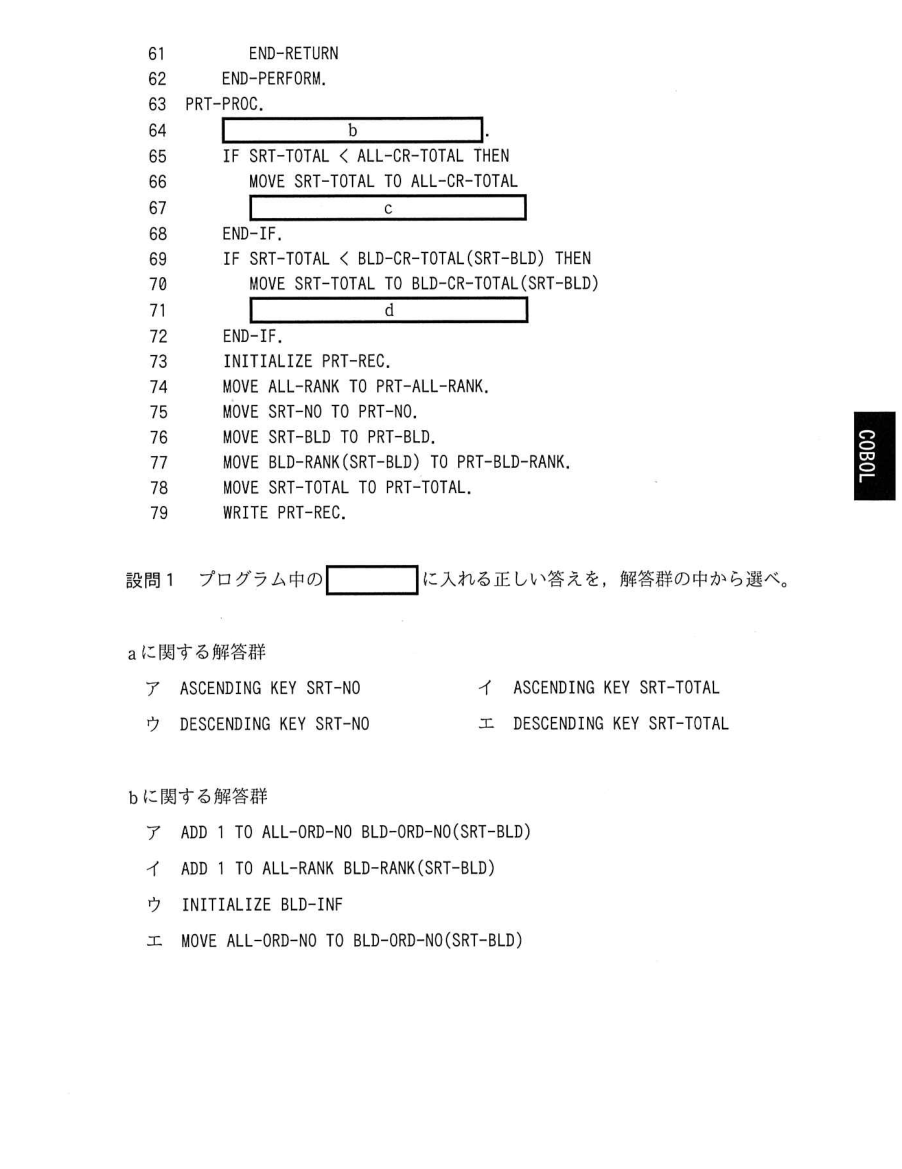 61 END-RETURN
62 END-PERFORM.
63 PRT-PROC.
64 b .
65 IF SRT-TOTAL < ALL-CR-TOTAL THEN
66 MOVE SRT-TOTAL TO ALL-CR-TOTAL
67 c
68 END-IF.
69 IF SRT-TOTAL < BLD-CR-TOTAL(SRT-BLD) THEN
70 MOVE SRT-TOTAL TO BLD-CR-TOTAL(SRT-BLD)
71 d
72 END-IF.
73 INITIALIZE PRT-REC.
74 MOVE ALL-RANK TO PRT-ALL-RANK.
75 MOVE SRT-NO TO PRT-NO.
76 MOVE SRT-BLD TO PRT-BLD.
77 MOVE BLD-RANK(SRT-BLD) TO PRT-BLD-RANK.
78 MOVE SRT-TOTAL TO PRT-TOTAL.
79 WRITE PRT-REC.
COBOL
設問1 プログラム中の に入れる正しい答えを，解答群の中から選べ。
aに関する解答群
ア ASCENDING KEY SRT-NO イ ASCENDING KEY SRT-TOTAL
ウ DESCENDING KEY SRT-NO エ DESCENDING KEY SRT-TOTAL
bに関する解答群
ア ADD 1 TO ALL-ORD-NO BLD-ORD-NO(SRT-BLD)
イ ADD 1 TO ALL-RANK BLD-RANK(SRT-BLD)
ウ INITIALIZE BLD-INF
エ MOVE ALL-ORD-NO TO BLD-ORD-NO(SRT-BLD)